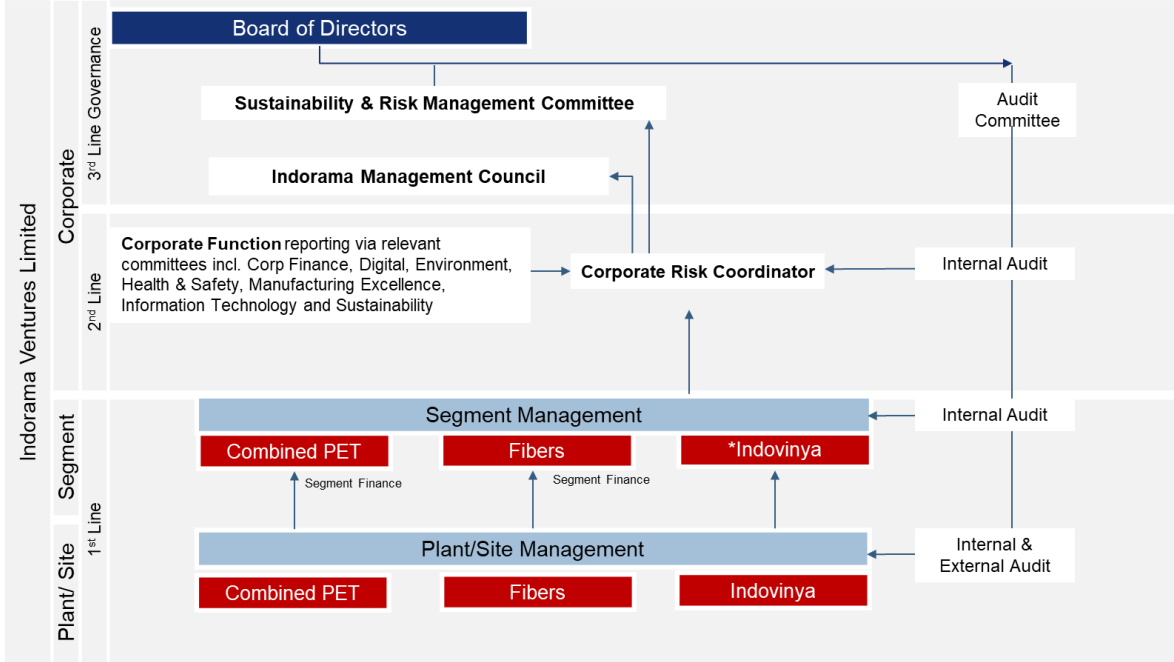 Indorama Ventures Limited
Corporate
3rd Line Governance
Board of Directors
Sustainability & Risk Management Committee
Audit
Committee
Indorama Management Council
2nd Line
Corporate Function reporting via relevant
committees incl. Corp Finance, Digital, Environment,
Health & Safety, Manufacturing Excellence,
Information Technology and Sustainability
Corporate Risk Coordinator
Internal Audit
Segment
1st Line
Segment Management
Internal Audit
Combined PET
Fibers
*Indovinya
Segment Finance
Segment Finance
Plant/ Site
Plant/Site Management
Internal &
External Audit
Combined PET
Fibers
Indovinya